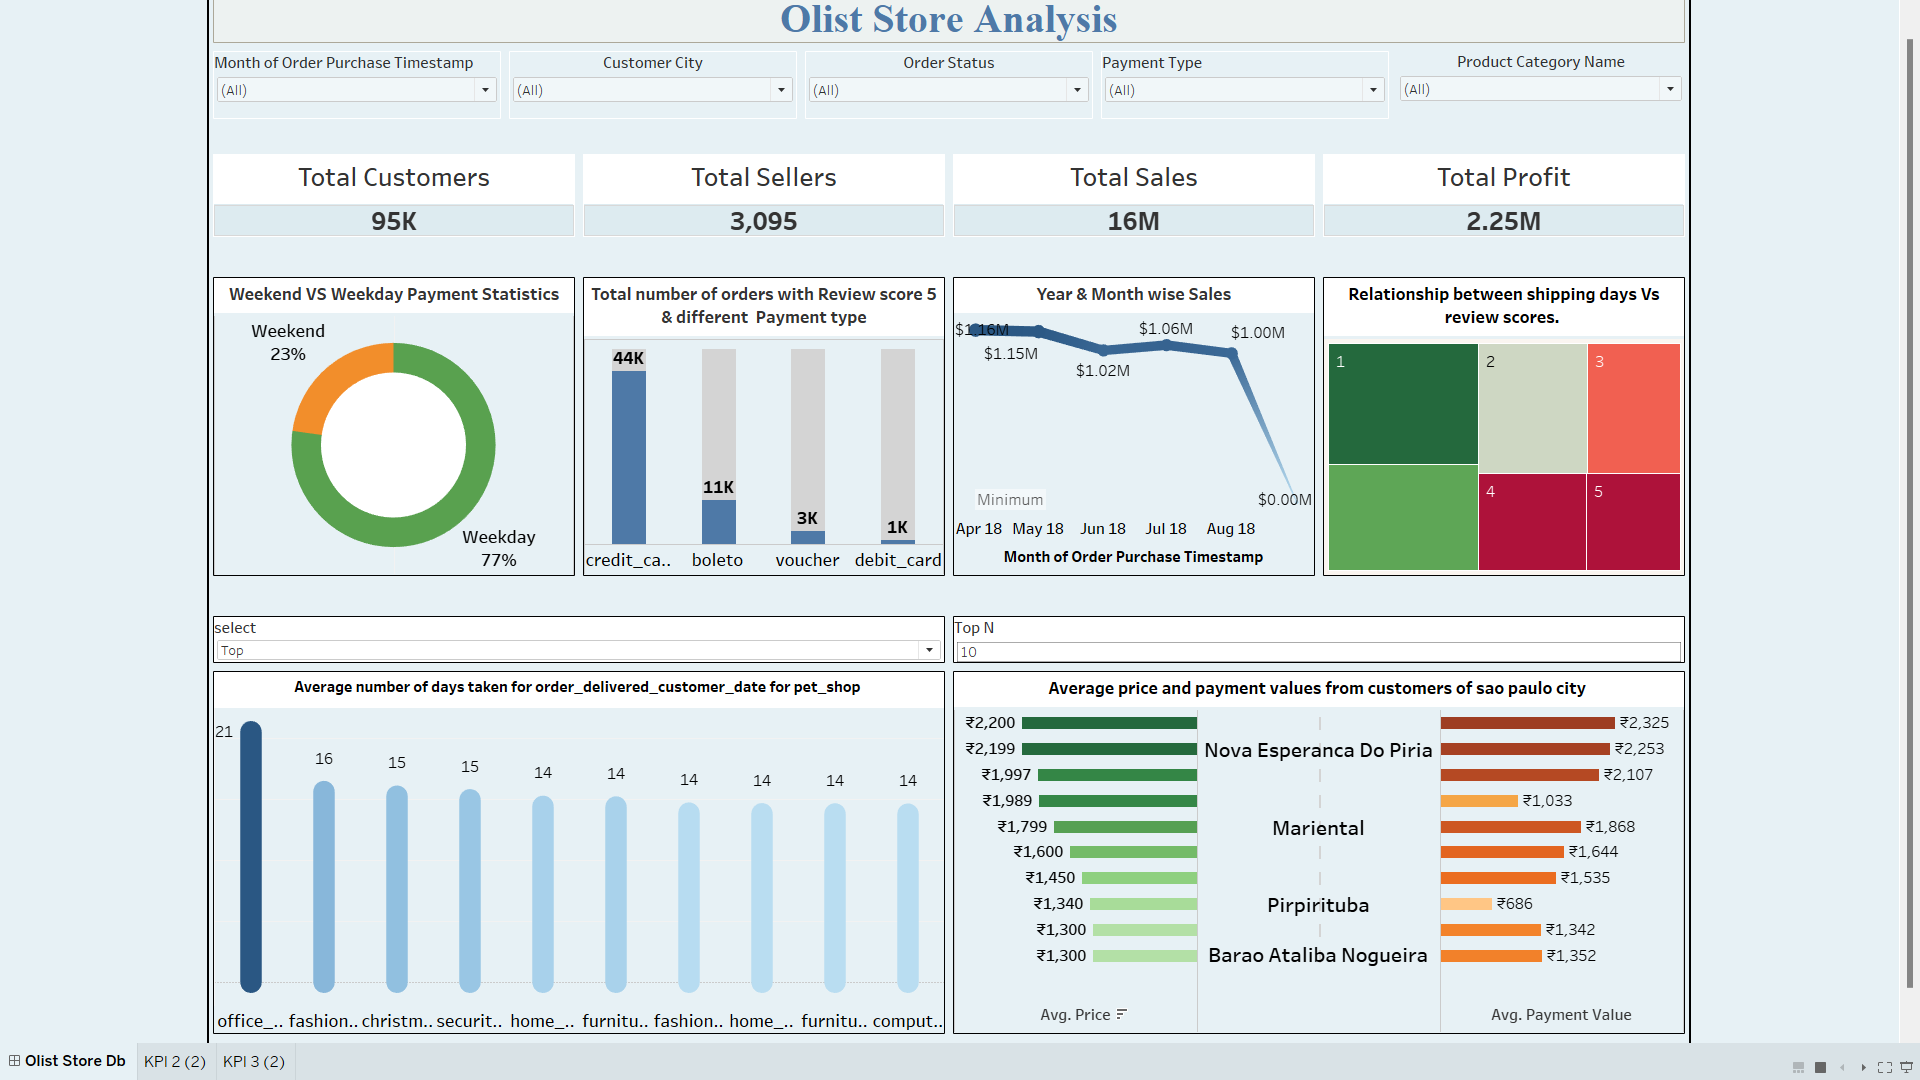 Olist Store Analysis
Month of Order Purchase Timestamp
(All)
Customer City
(All)
Order Status
(All)
Payment Type
(All)
Product Category Name
(All)
Total Customers
95K
Total Sellers
3,095
Total Sales
16M
Total Profit
2.25M
Weekend VS Weekday Payment Statistics
Weekend
23%
Weekday
77%
Total number of orders with Review score 5
& different Payment type
44K
11K
3K
1K
credit_ca.. boleto voucher debit_card
Year & Month wise Sales
$1.16M
$1.15M
$1.02M
$1.06M
$1.00M
$0.00M
Minimum
Apr 18 May 18 Jun 18 Jul 18 Aug 18
Month of Order Purchase Timestamp
Relationship between shipping days Vs
review scores.
1
2
3
4
5
select
Top
Top N
10
Average number of days taken for order_delivered_customer_date for pet_shop
21
16
15
15
14
14
14
14
14
14
office_.. fashion.. christm.. securit.. home_.. furnitu.. fashion.. home_.. furnitu.. comput..
Average price and payment values from customers of sao paulo city
₹2,200 ₹2,325
₹2,199 Nova Esperanca Do Piria ₹2,253
₹1,997 ₹2,107
₹1,989 ₹1,033
₹1,799 Mariental ₹1,868
₹1,600 ₹1,644
₹1,450 ₹1,535
₹1,340 Pirpirituba ₹686
₹1,300 ₹1,342
₹1,300 Barao Ataliba Nogueira ₹1,352
Avg. Price Avg. Payment Value
Olist Store Db KPI 2 (2) KPI 3 (2)